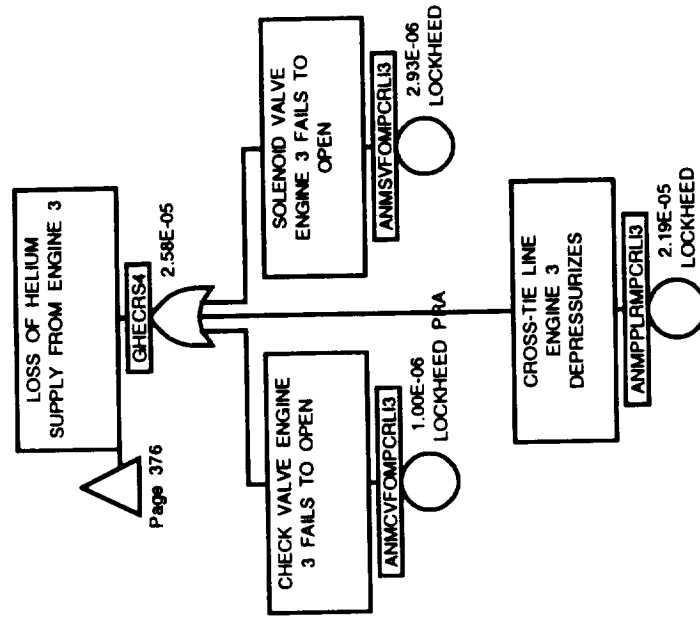 LOSS OF HELIUM
SUPPLY FROM ENGINE 3
GHECRS4
2.58E-05
Page 376
CHECK VALVE ENGINE
3 FAILS TO OPEN
ANMCVFOMPCRLI3
1.00E-06
LOCKHEED PRA
SOLENOID VALVE
ENGINE 3 FAILS TO
OPEN
ANMSVFOMPCRLI3
2.93E-06
LOCKHEED
CROSS-TIE LINE
ENGINE 3
DEPRESSURIZES
ANMPPLRMPCRLI3
2.19E-05
LOCKHEED